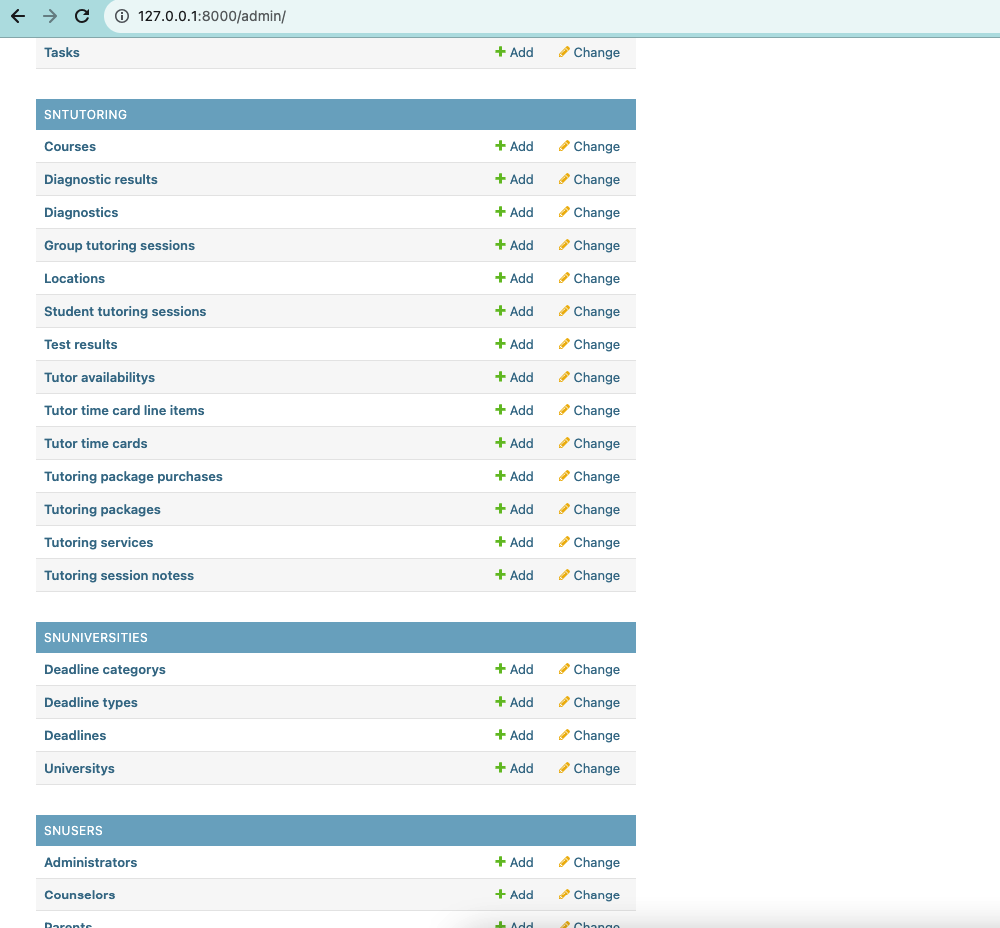 127.0.0.1:8000/admin/
Tasks Add Change
SNTUTORING
Courses Add Change
Diagnostic results Add Change
Diagnostics Add Change
Group tutoring sessions Add Change
Locations Add Change
Student tutoring sessions Add Change
Test results Add Change
Tutor availabilitys Add Change
Tutor time card line items Add Change
Tutor time cards Add Change
Tutoring package purchases Add Change
Tutoring packages Add Change
Tutoring services Add Change
Tutoring session notess Add Change
SNUNIVERSITIES
Deadline categorys Add Change
Deadline types Add Change
Deadlines Add Change
Universitys Add Change
SNUSERS
Administrators Add Change
Counselors Add Change
Parents Add Change